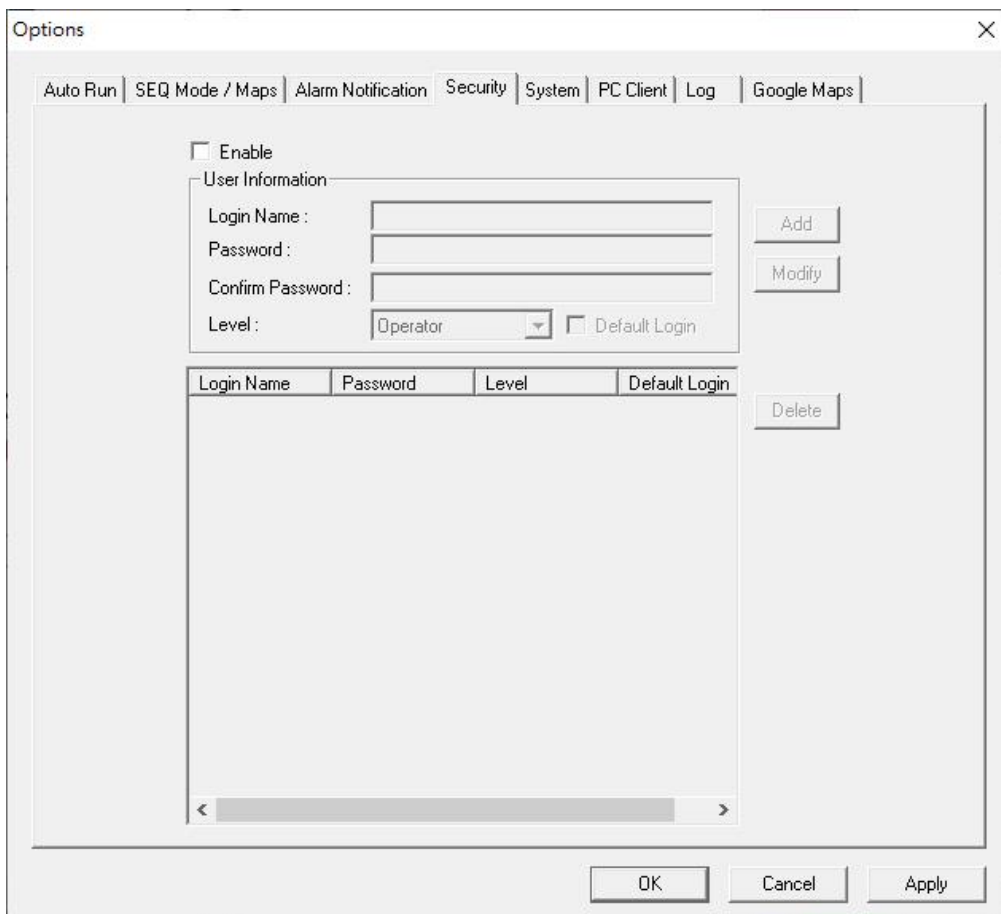 Options
Auto Run SEQ Mode / Maps Alarm Notification Security System PC Client Log Google Maps
Enable
User Information
Login Name :
Add
Password :
Modify
Confirm Password :
Level : Operator Default Login
Login Name Password Level Default Login
Delete
OK Cancel Apply